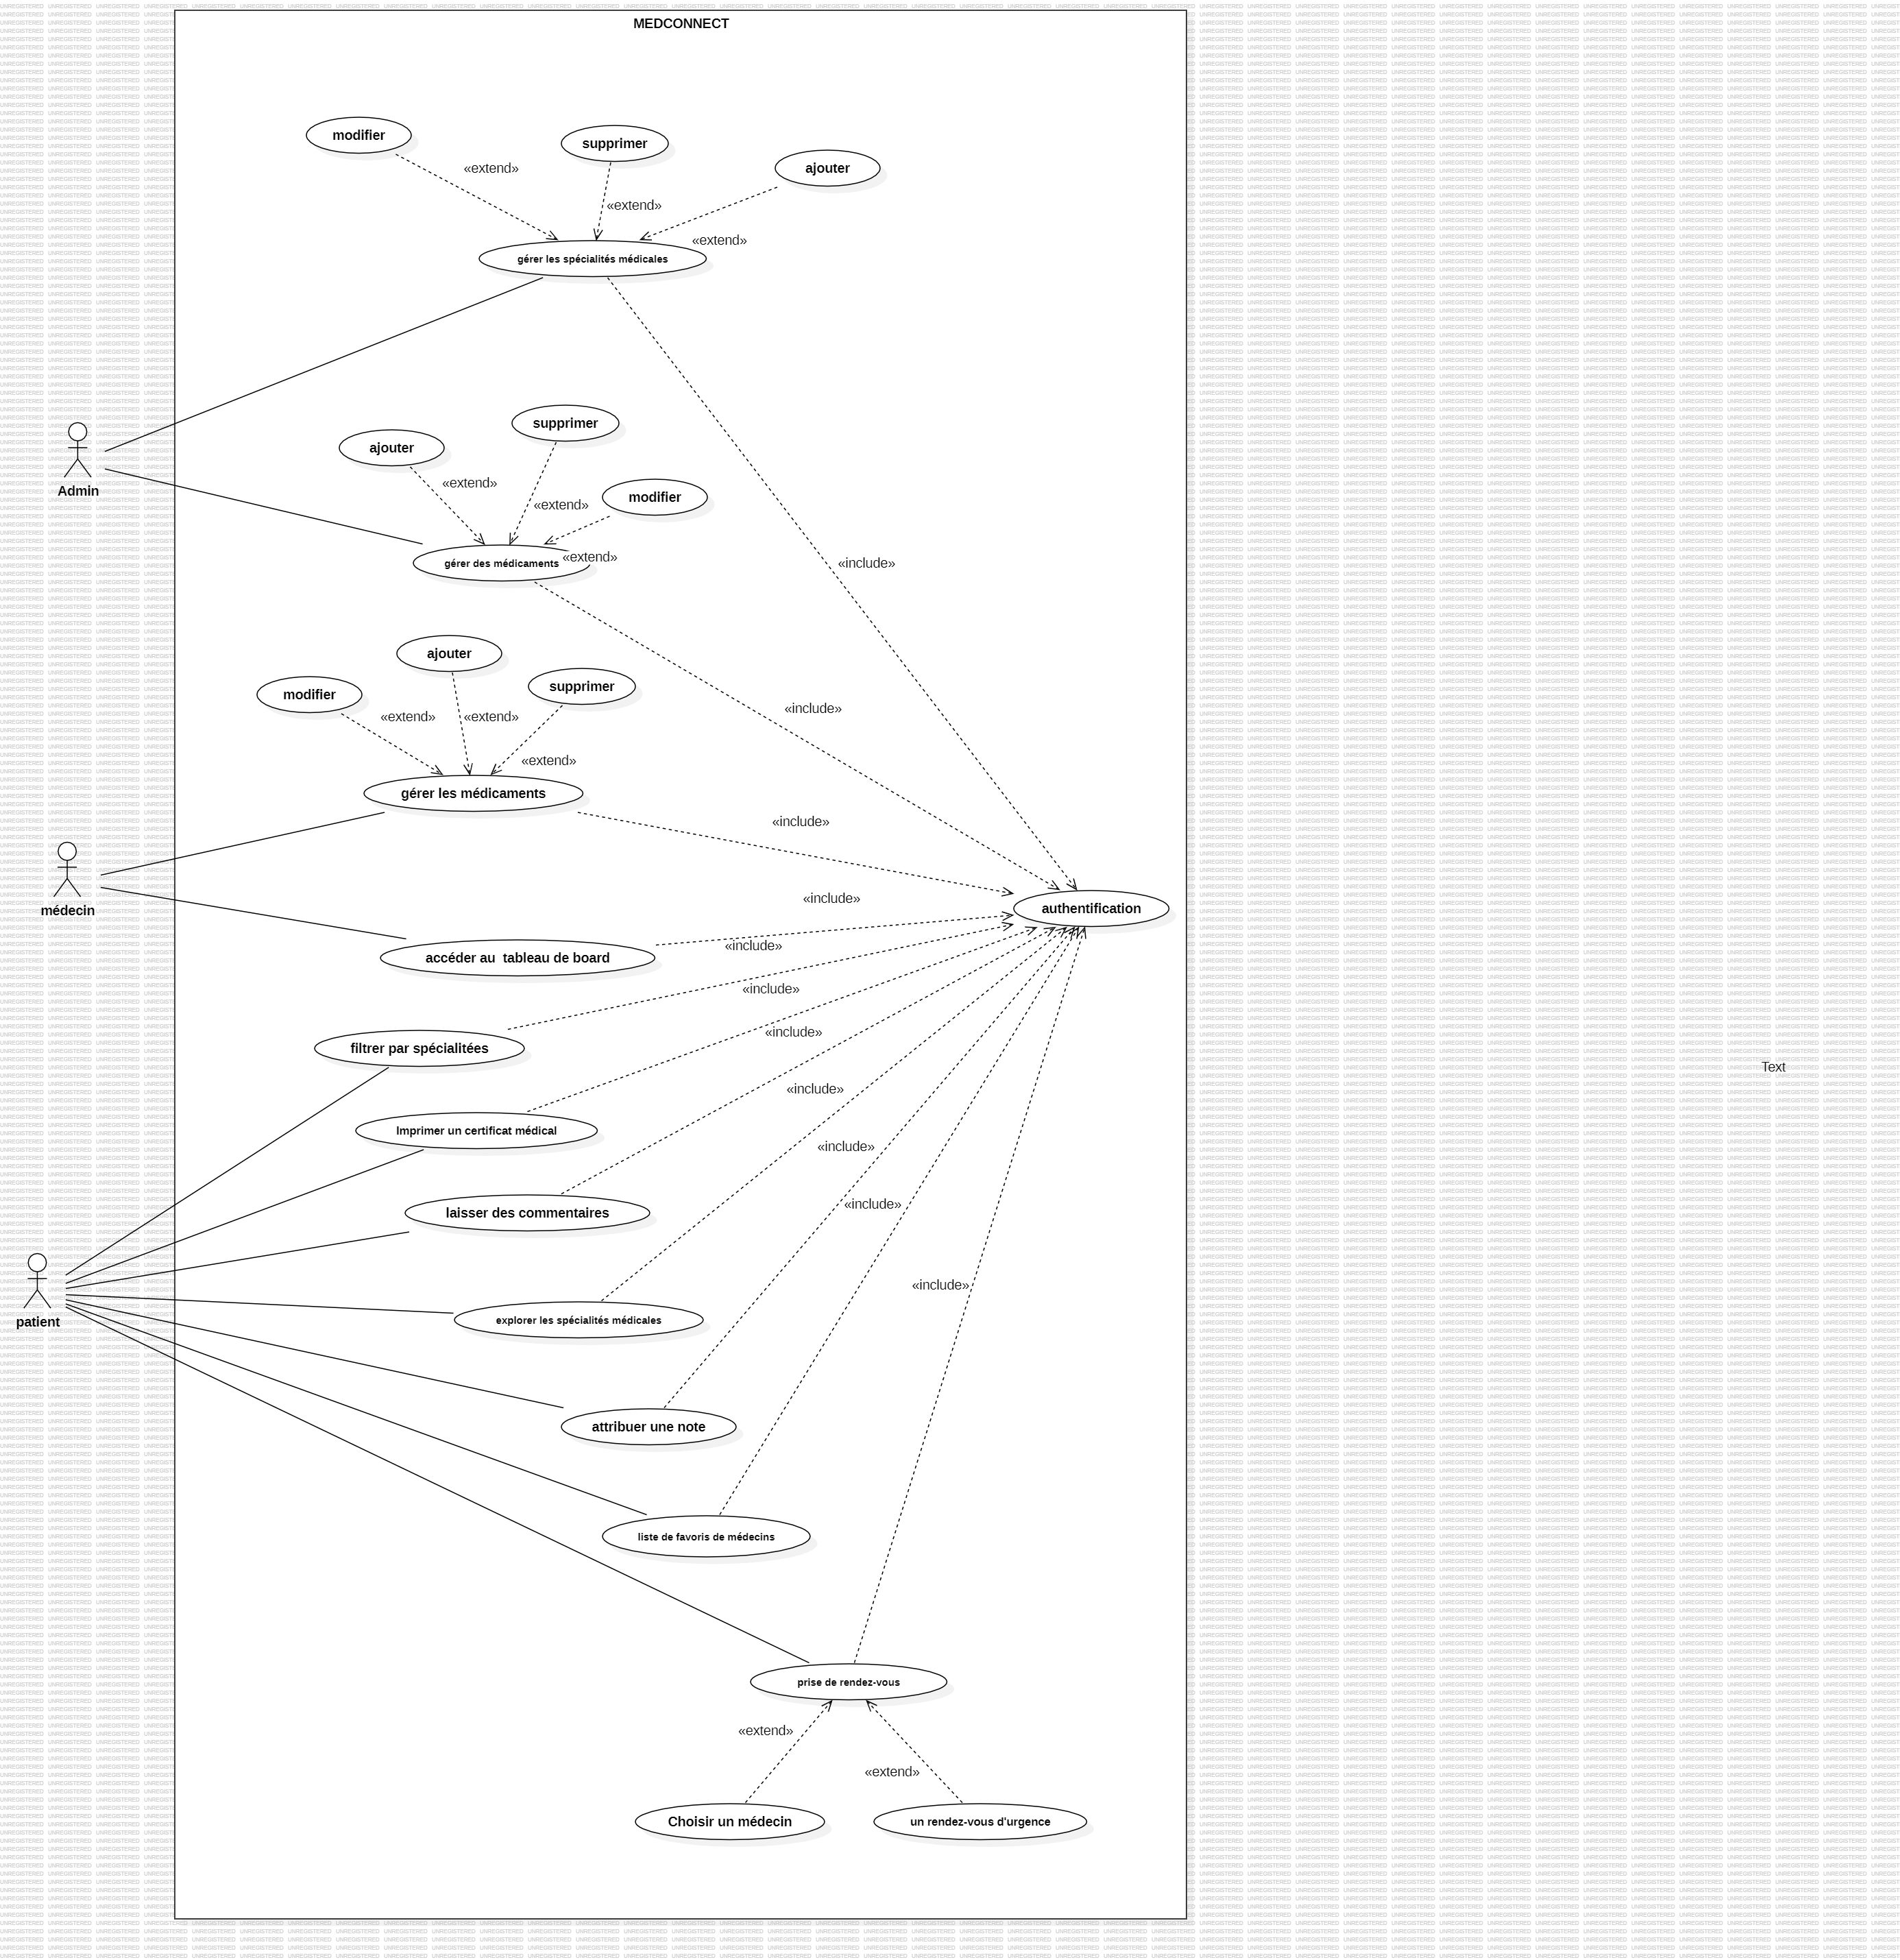 MEDCONNECT
modifier
supprimer
ajouter
«extend»
«extend»
«extend»
gérer les spécialités médicales
supprimer
ajouter
Admin
«extend»
modifier
«extend»
«extend»
gérer des médicaments
«include»
ajouter
supprimer
modifier
«extend»
«extend»
«include»
«extend»
gérer les médicaments
«include»
médecin
«include»
authentification
«include»
accéder au  tableau de board
«include»
filtrer par spécialitées
«include»
Text
«include»
Imprimer un certificat médical
«include»
laisser des commentaires
«include»
«include»
patient
explorer les spécialités médicales
attribuer une note
liste de favoris de médecins
prise de rendez-vous
«extend»
«extend»
Choisir un médecin
un rendez-vous d'urgence
UNREGISTERED